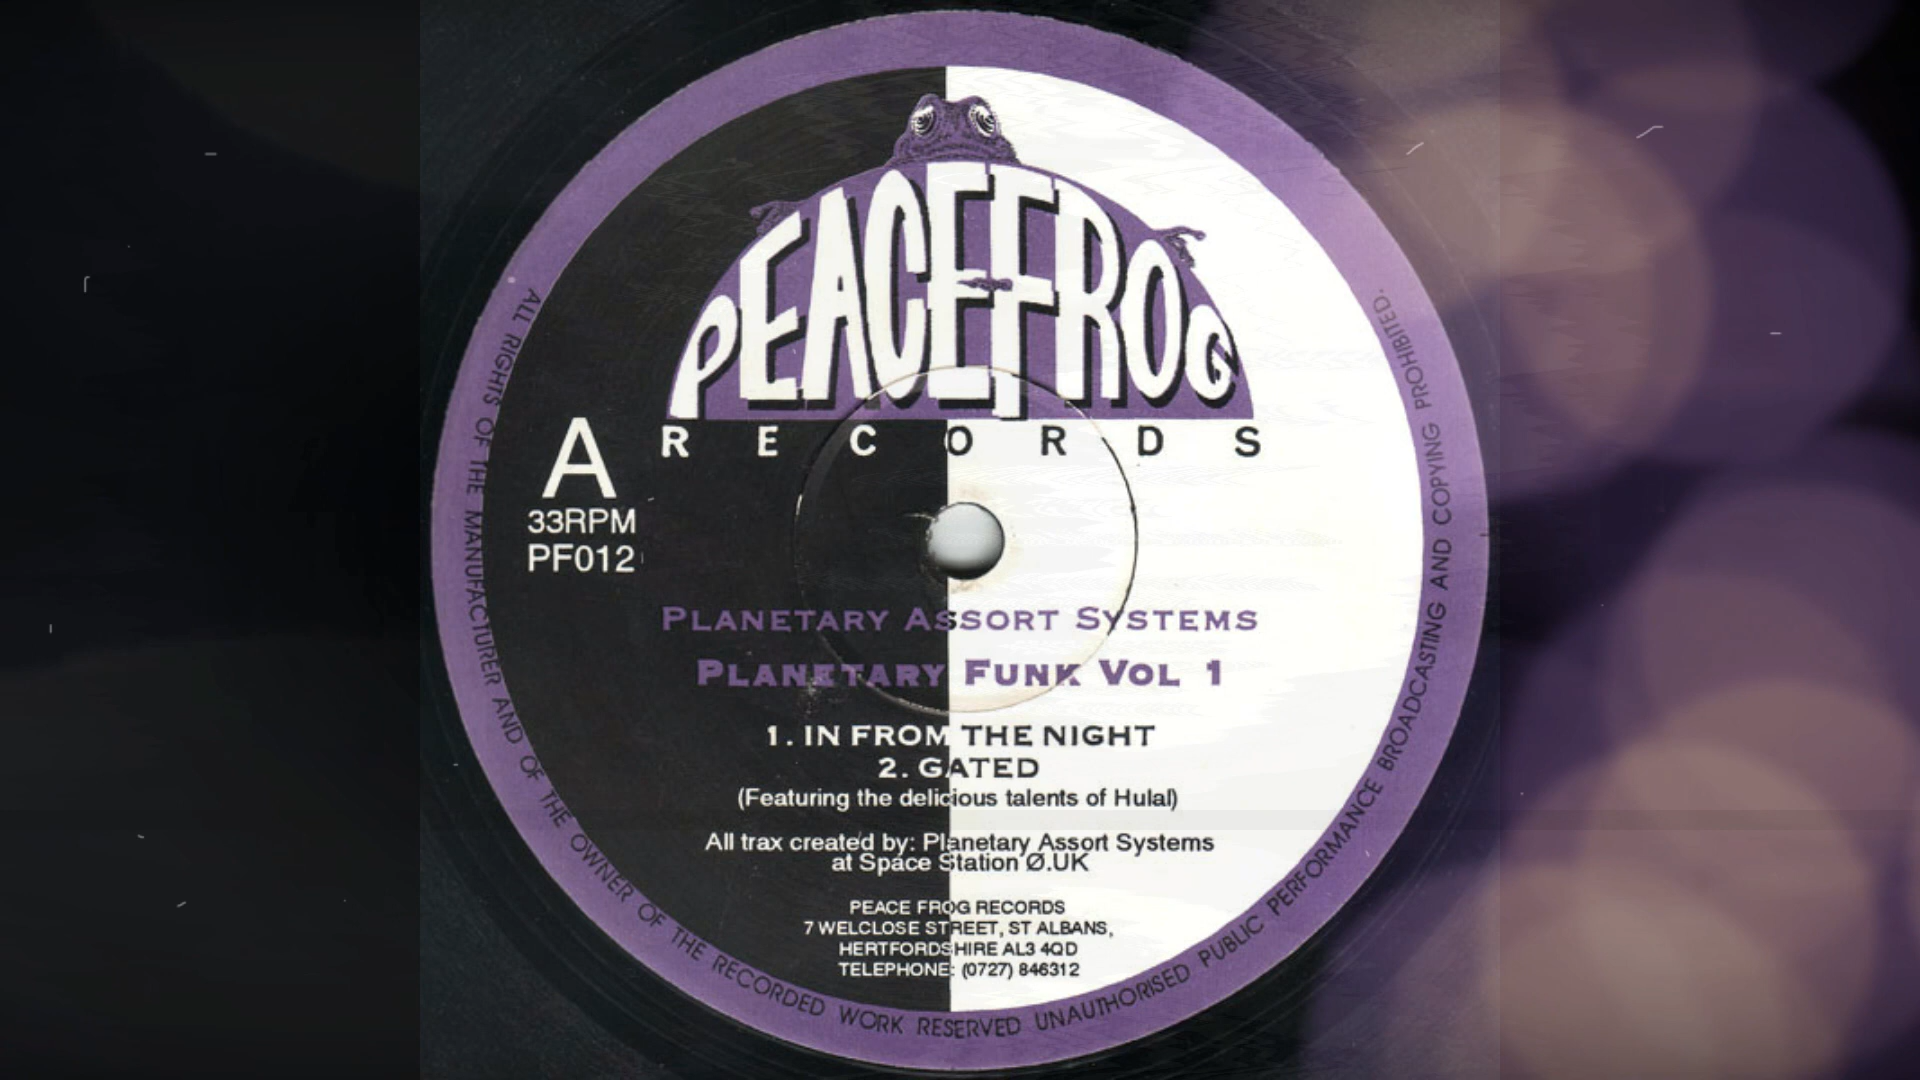 PEACEFROG
RECORDS
A
33RPM
PF012
PLANETARY ASSORT SYSTEMS
PLANETARY FUNK VOL 1
1. IN FROM THE NIGHT
2. GATED
(Featuring the delicious talents of Hulal)
All trax created by: Planetary Assort Systems
at Space Station Ø.UK
PEACE FROG RECORDS
7 WELCLOSE STREET, ST ALBANS,
HERTFORDSHIRE AL3 4QD
TELEPHONE: (0727) 846312
ALL RIGHTS OF THE MANUFACTURER AND OF THE OWNER OF THE RECORDED WORK RESERVED UNAUTHORISED PUBLIC PERFORMANCE BROADCASTING AND COPYING PROHIBITED.